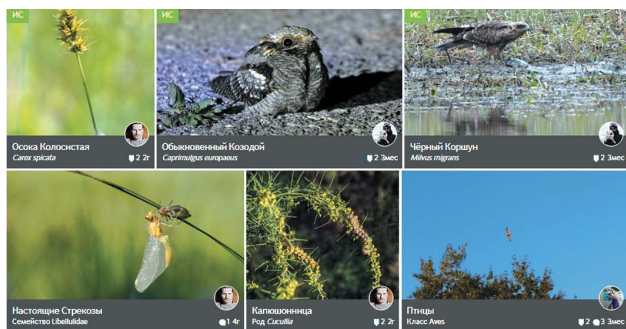 ИС
ИС
ИС
Осока Колосистая
Carex spicata
2 2г
Обыкновенный Козодой
Caprimulgus europaeus
2 3мес
Чёрный Коршун
Milvus migrans
2 3мес
Настоящие Стрекозы
Семейство Libellulidae
1 4г
Капюшонница
Род Cucullia
2 2г
Птицы
Класс Aves
2 3 3мес